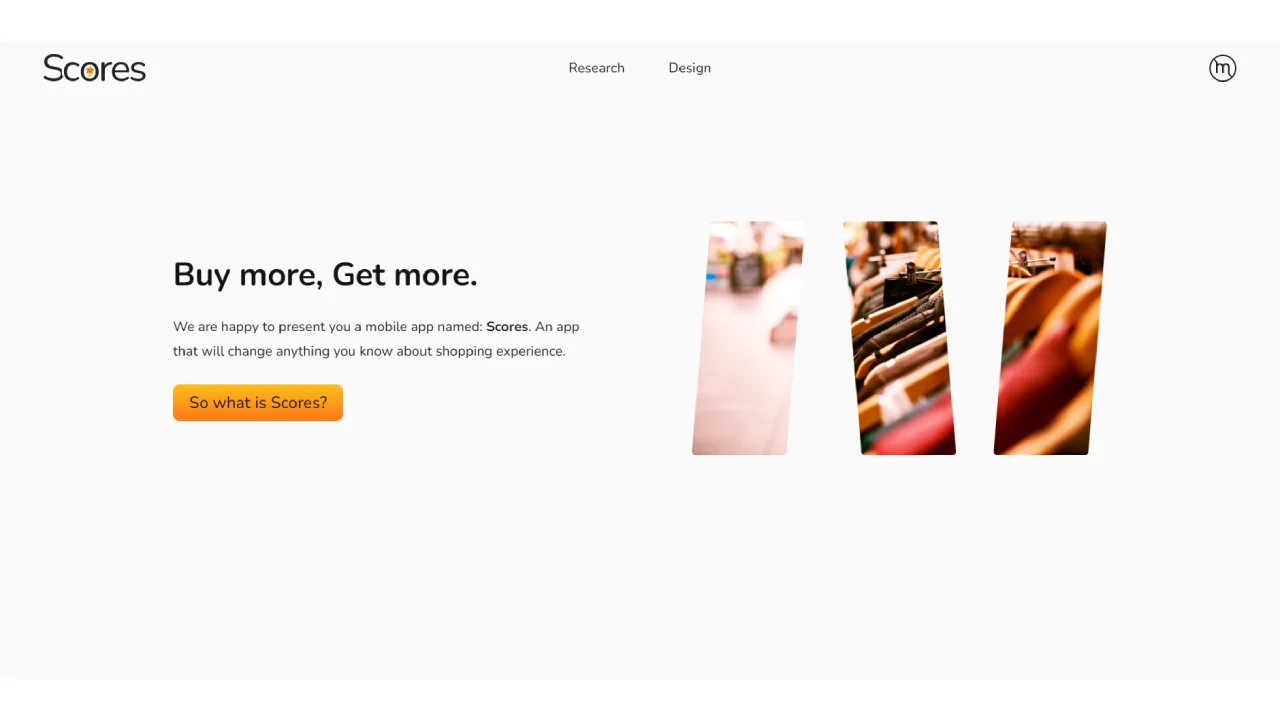 Scores
Research
Design
m
Buy more, Get more.
We are happy to present you a mobile app named: Scores. An app
that will change anything you know about shopping experience.
So what is Scores?